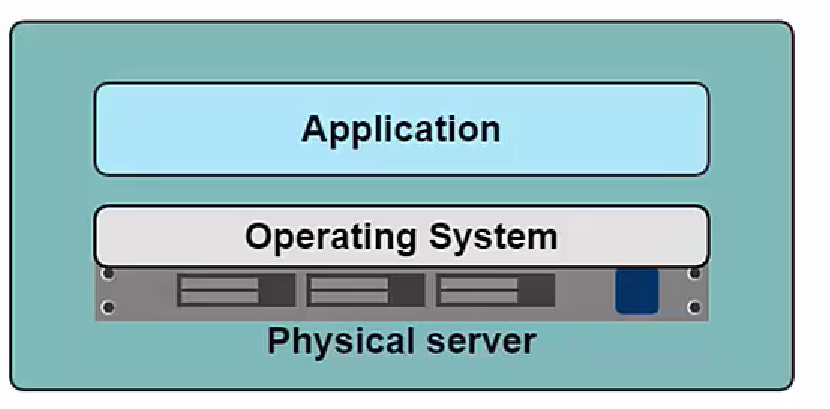 Application
Operating System
Physical server